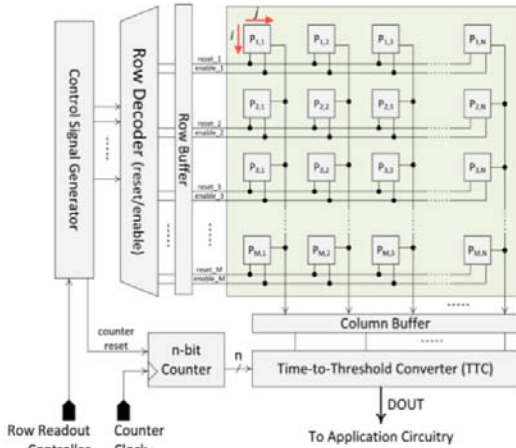 j
i
P1,1 P1,2 P1,3 P3,N
reset_1
enable_1
P2,1 P2,2 P2,3 P2,N
reset_2
enable_2
P3,1 P3,2 P3,3 P3,N
reset_3
enable_3
PM,1 PM,2 PM,3 PM,N
reset_M
enable_M
Control Signal
Generator
Row Decoder
(reset/enable)
Row Buffer
Column Buffer
counter
reset
n-bit
Counter
n
Time-to-Threshold Converter (TTC)
DOUT
Row Readout
Controller
Counter
Clock
To Application Circuitry